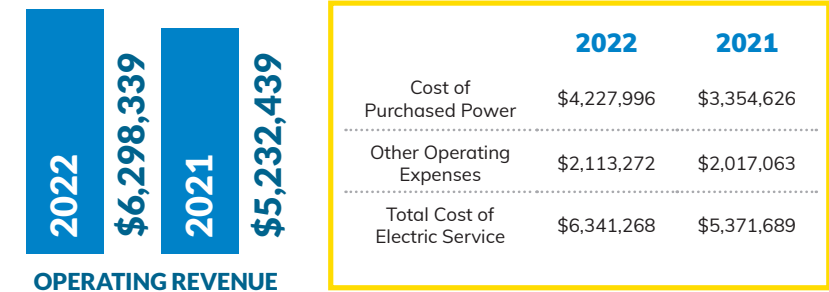 2022
$6,298,339
2021
$5,232,439
OPERATING REVENUE
2022 2021
Cost of
Purchased Power $4,227,996 $3,354,626
Other Operating
Expenses $2,113,272 $2,017,063
Total Cost of
Electric Service $6,341,268 $5,371,689